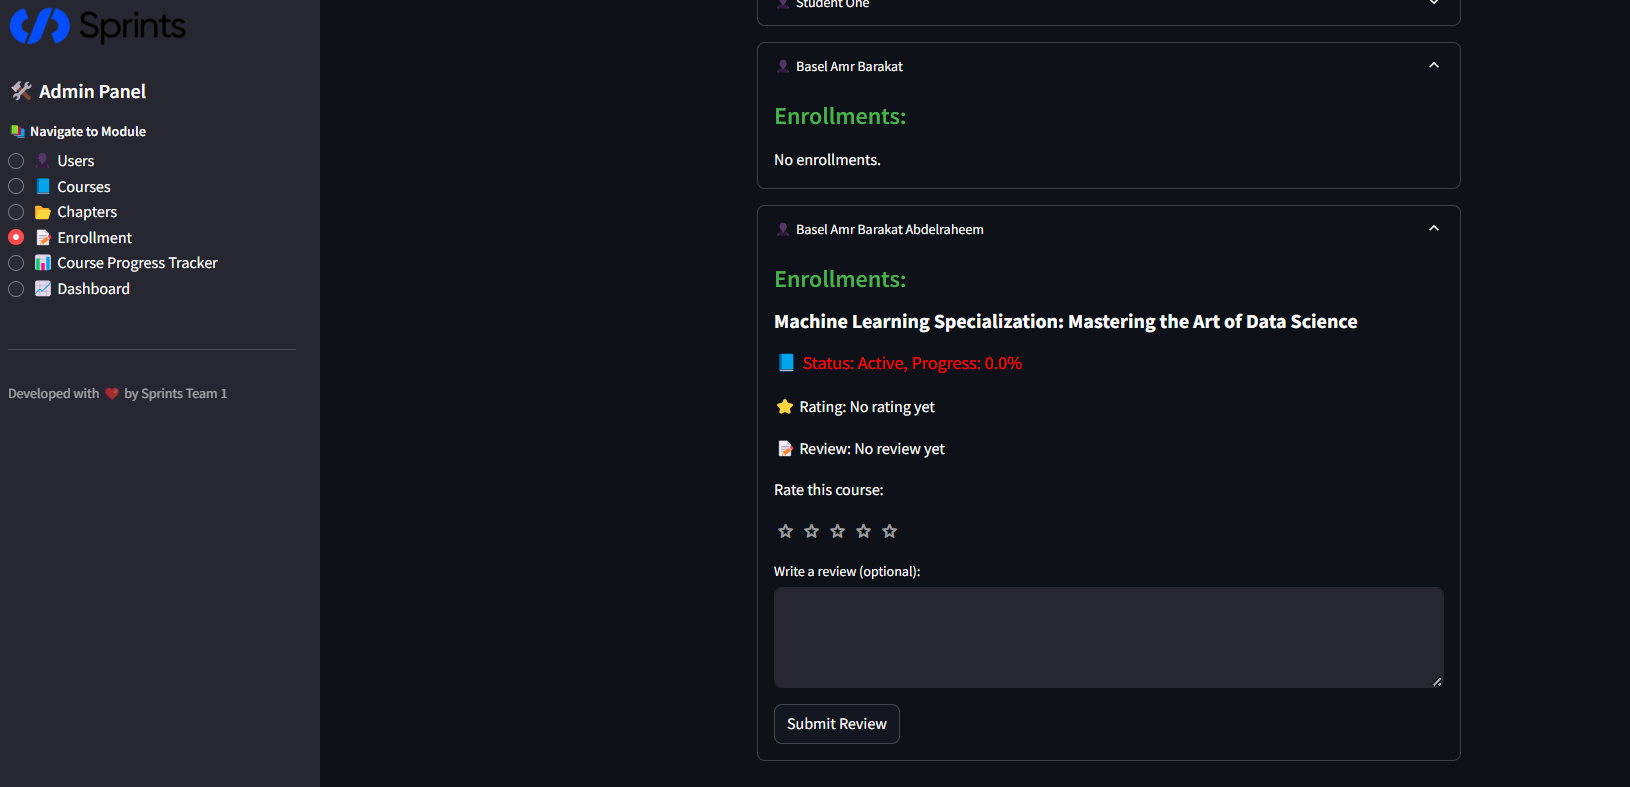 Sprints
Admin Panel
Navigate to Module
Users
Courses
Chapters
Enrollment
Course Progress Tracker
Dashboard
Developed with ❤️ by Sprints Team 1
Student One
Basel Amr Barakat
Enrollments:
No enrollments.
Basel Amr Barakat Abdelraheem
Enrollments:
Machine Learning Specialization: Mastering the Art of Data Science
Status: Active, Progress: 0.0%
Rating: No rating yet
Review: No review yet
Rate this course:
Write a review (optional):
Submit Review